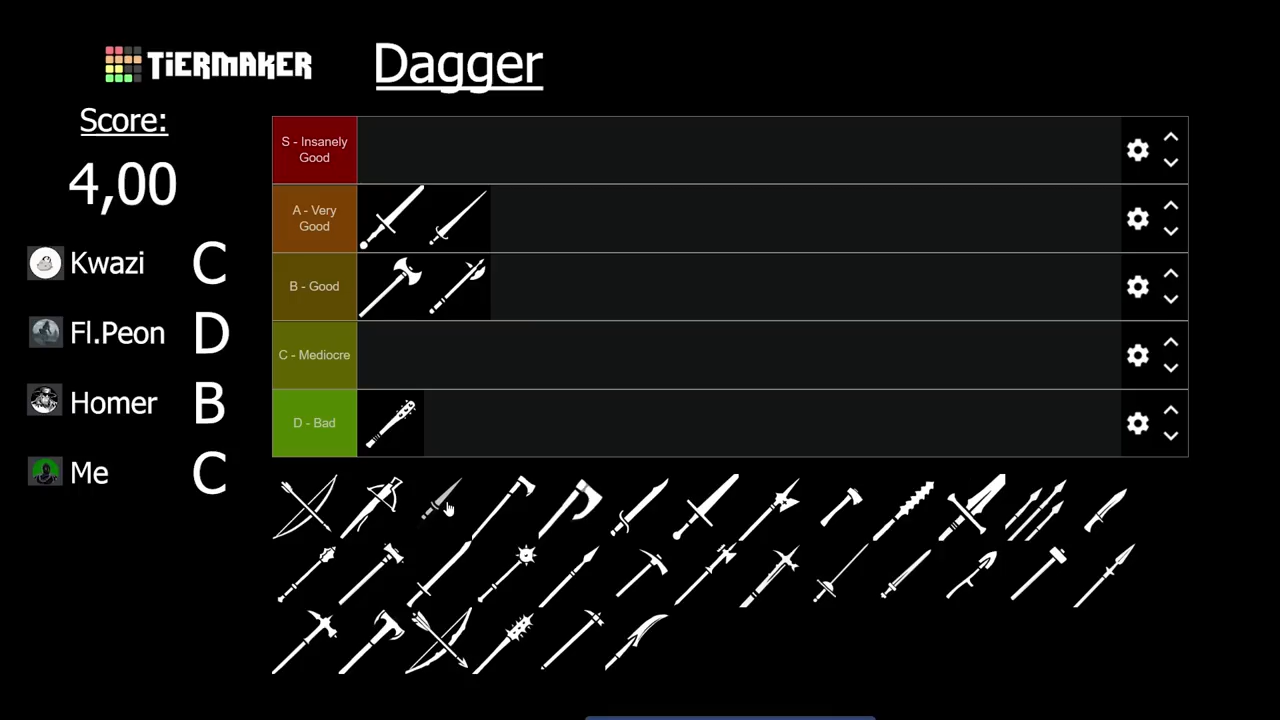 TiERMAKER
Dagger
Score:
4,00
Kwazi C
Fl.Peon D
Homer B
Me C
S - Insanely
Good
A - Very
Good
B - Good
C - Mediocre
D - Bad